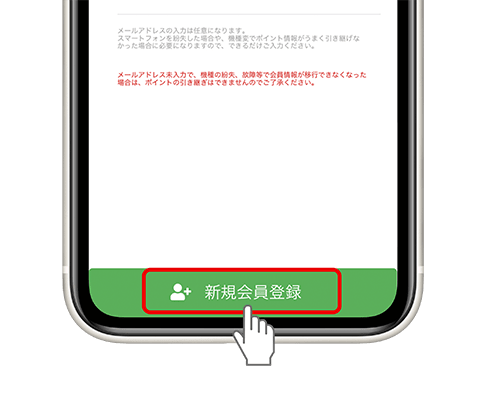 メールアドレスの入力は任意になります。
スマートフォンを紛失した場合や、機種変でポイント情報がうまく引き継げな
かった場合に必要になりますので、できるだけご入力ください。
メールアドレス未入力で、機種の紛失、故障等で会員情報が移行できなくなった
場合は、ポイントの引き継ぎはできませんのでご了承ください。
新規会員登録